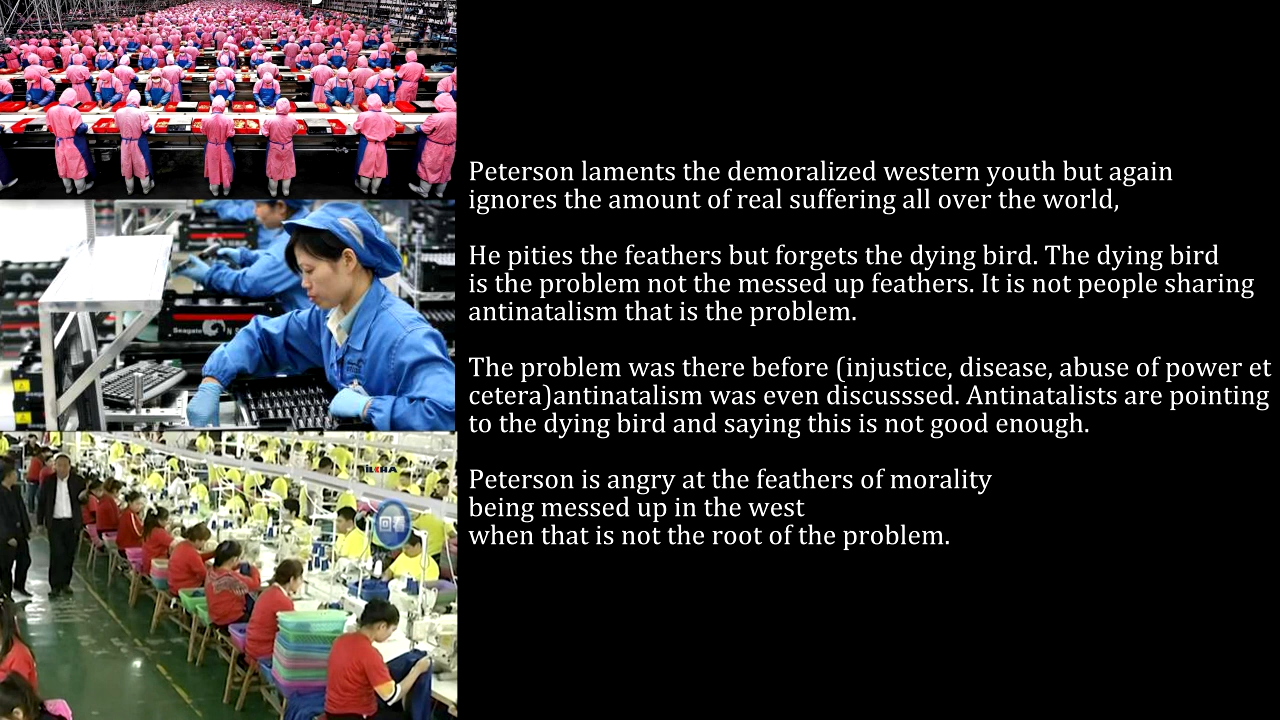 Peterson laments the demoralized western youth but again
ignores the amount of real suffering all over the world,
He pities the feathers but forgets the dying bird. The dying bird
is the problem not the messed up feathers. It is not people sharing
antinatalism that is the problem.
The problem was there before (injustice, disease, abuse of power et
cetera)antinatalism was even discusssed. Antinatalists are pointing
to the dying bird and saying this is not good enough.
Peterson is angry at the feathers of morality
being messed up in the west
when that is not the root of the problem.
Seagate
İLKHA
回看